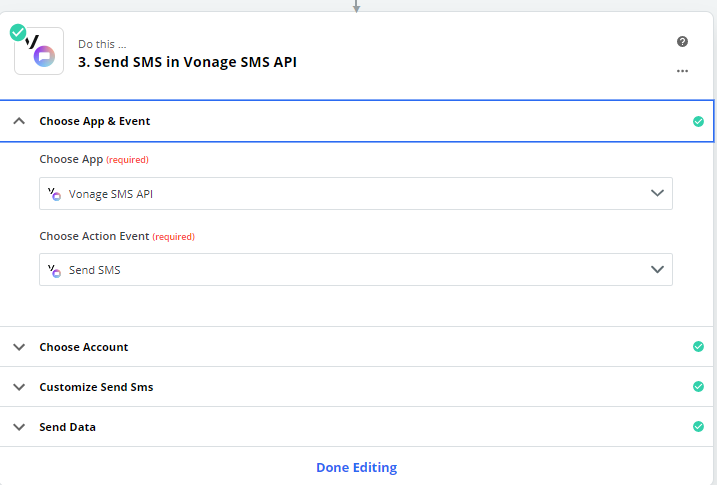 Do this ...
3. Send SMS in Vonage SMS API
Choose App & Event
Choose App (required)
Vonage SMS API
Choose Action Event (required)
Send SMS
Choose Account
Customize Send Sms
Send Data
Done Editing